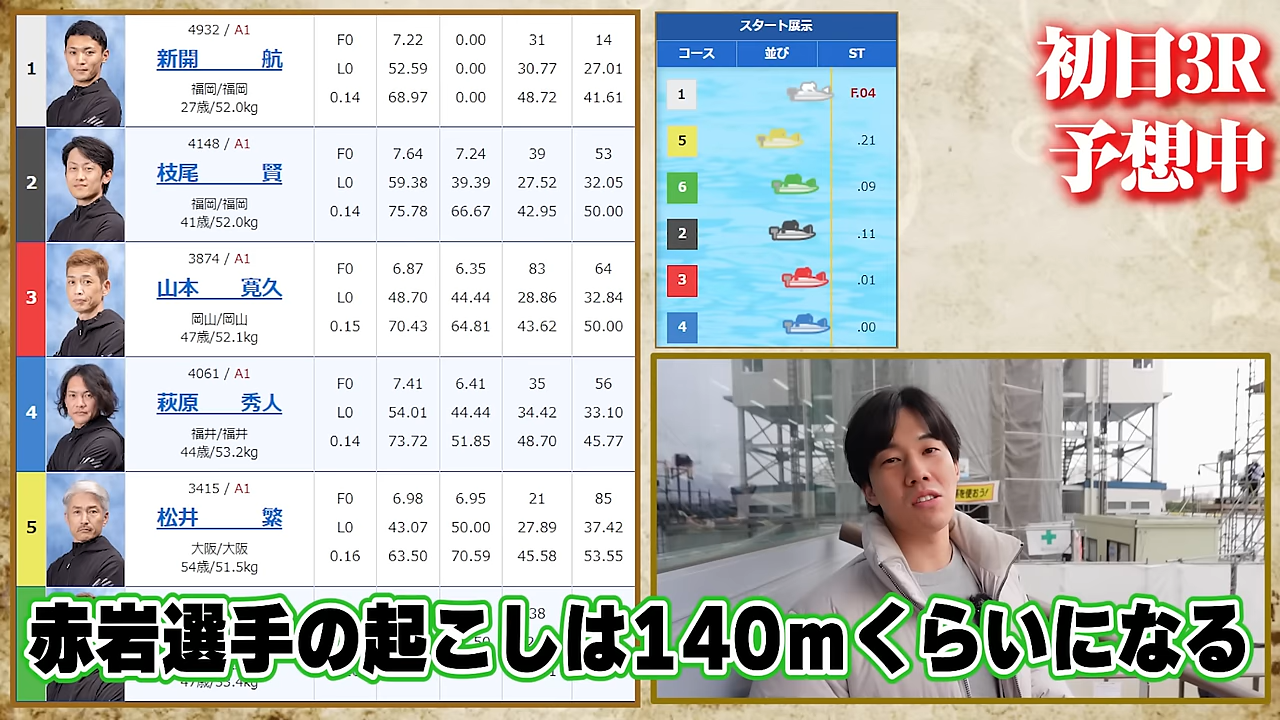 1
4932 / A1
新開 航
福岡/福岡
27歳/52.0kg
F0 7.22 0.00 31 14
L0 52.59 0.00 30.77 27.01
0.14 68.97 0.00 48.72 41.61
2
4148 / A1
枝尾 賢
福岡/福岡
41歳/52.0kg
F0 7.64 7.24 39 53
L0 59.38 39.39 27.52 32.05
0.14 75.78 66.67 42.95 50.00
3
3874 / A1
山本 寛久
岡山/岡山
47歳/52.1kg
F0 6.87 6.35 83 64
L0 48.70 44.44 28.86 32.84
0.15 70.43 64.81 43.62 50.00
4
4061 / A1
萩原 秀人
福井/福井
44歳/53.2kg
F0 7.41 6.41 35 56
L0 54.01 44.44 34.42 33.10
0.14 73.72 51.85 48.70 45.77
5
3415 / A1
松井 繁
大阪/大阪
54歳/51.5kg
F0 6.98 6.95 21 85
L0 43.07 50.00 27.89 37.42
0.16 63.50 70.59 45.58 53.55
38
スタート展示
コース 並び ST
1 F.04
5 .21
6 .09
2 .11
3 .01
4 .00
初日3R
予想中
を使おう!
赤岩選手の起こしは140mくらいになる